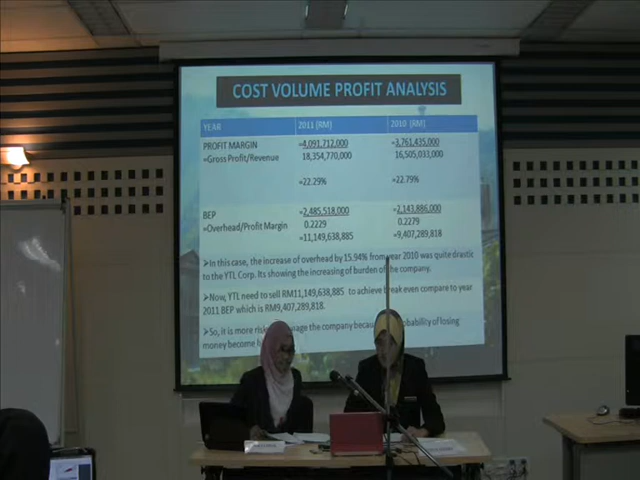 COST VOLUME PROFIT ANALYSIS
YEAR 2011 (RM) 2010 (RM)
PROFIT MARGIN =4,091,712,000 =3,761,435,000
=Gross Profit/Revenue 18,354,770,000 16,505,033,000
=22.29% =22.79%
BEP =2,485,518,000 =2,143,886,000
=Overhead/Profit Margin 0.2229 0.2279
=11,149,638,885 =9,407,289,818
➢In this case, the increase of overhead by 15.94% from year 2010 was quite drastic
to the YTL Corp. Its showing the increasing of burden of the company.
➢Now, YTL need to sell RM11,149,638,885 to achieve break even compare to year
2011 BEP which is RM9,407,289,818.
➢So, it is more the company of losing
money become